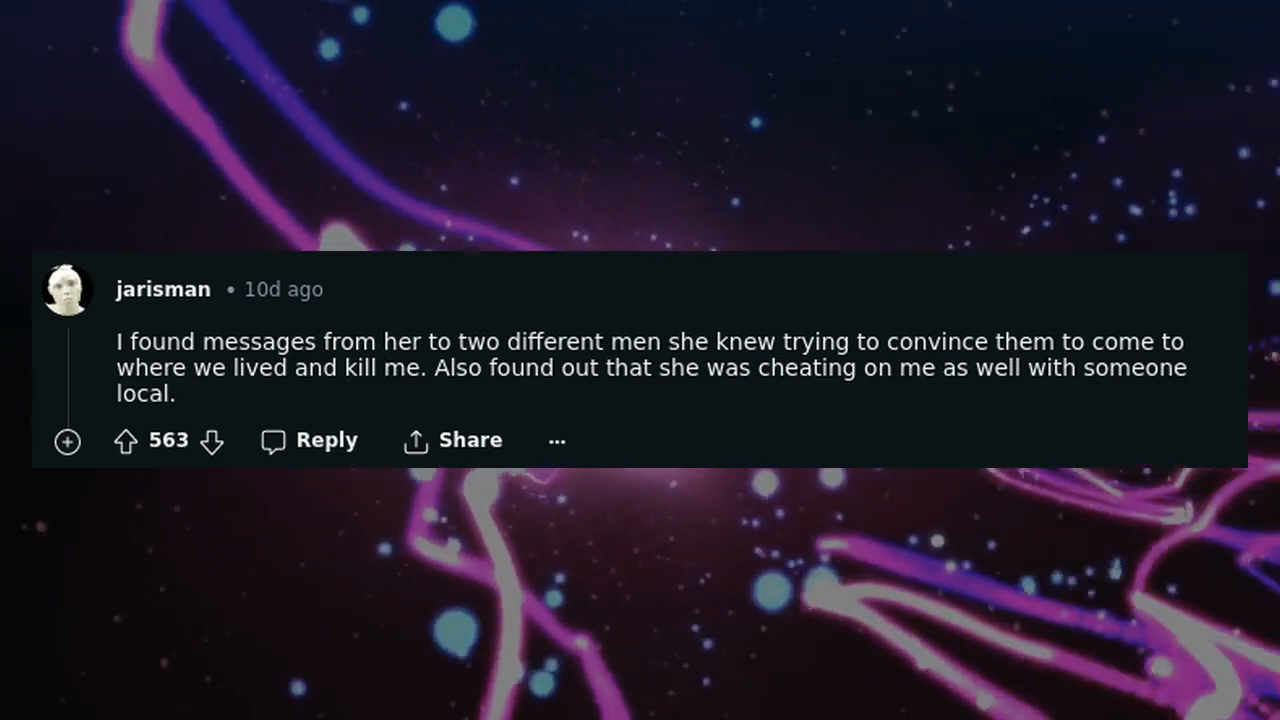 jarisman • 10d ago
I found messages from her to two different men she knew trying to convince them to come to
where we lived and kill me. Also found out that she was cheating on me as well with someone
local.
563 Reply Share ...